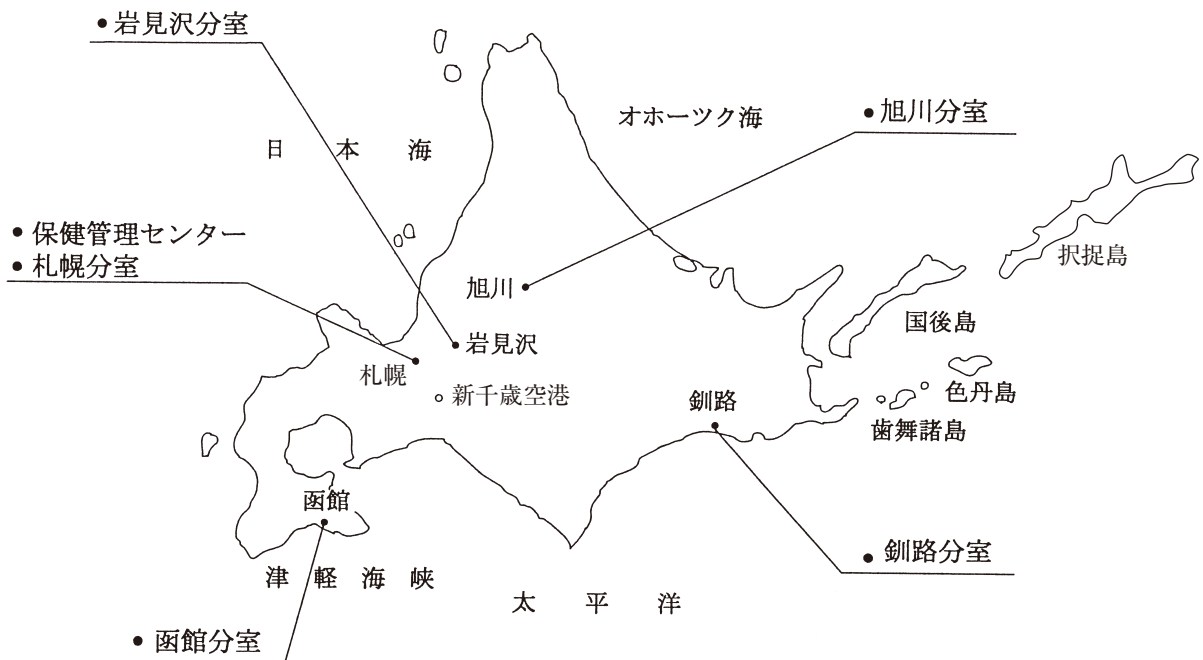 • 岩見沢分室
オホーツク海
• 旭川分室
日本海
• 保健管理センター
• 札幌分室
択捉島
旭川
国後島
岩見沢
札幌
新千歳空港
色丹島
釧路
歯舞諸島
函館
• 釧路分室
津軽海峡
太平洋
• 函館分室